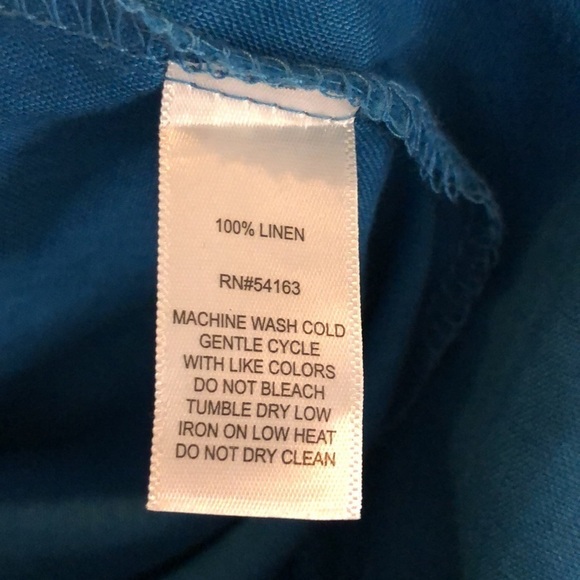 100% LINEN
RN#54163
MACHINE WASH COLD
GENTLE CYCLE
WITH LIKE COLORS
DO NOT BLEACH
TUMBLE DRY LOW
IRON ON LOW HEAT
DO NOT DRY CLEAN